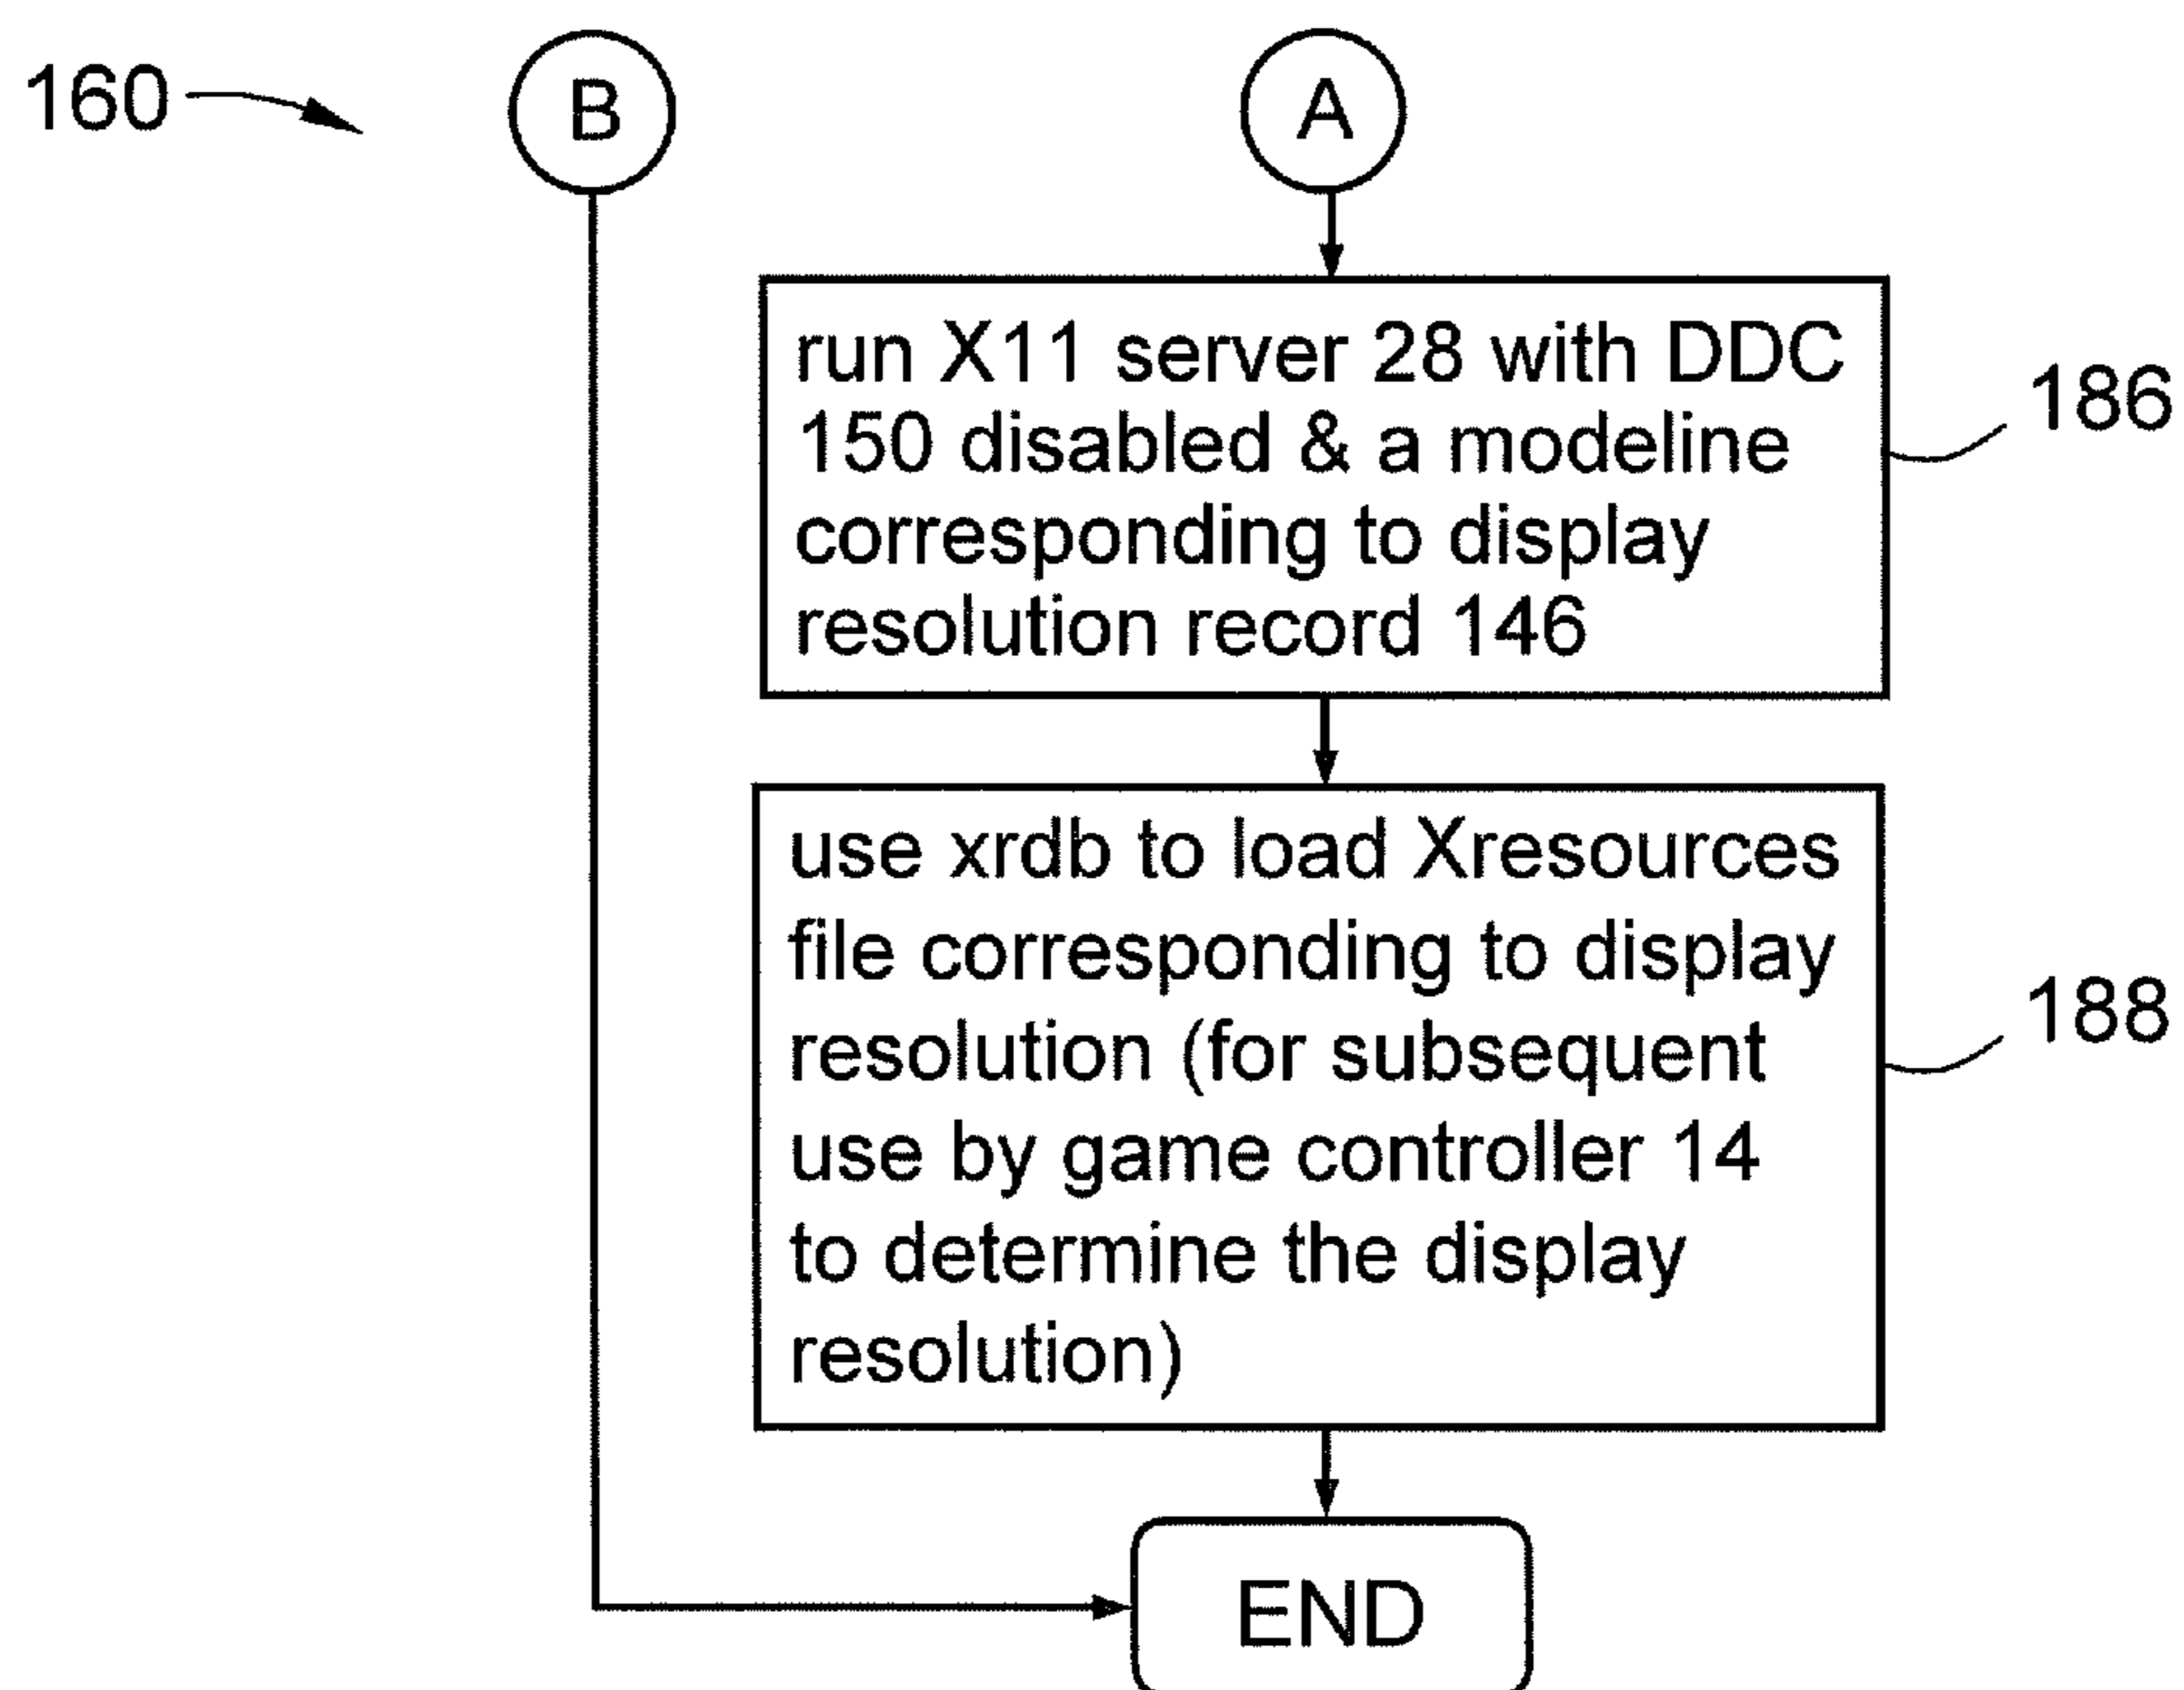 160
B
A
run X11 server 28 with DDC
150 disabled & a modeline
corresponding to display
resolution record 146
186
use xrdb to load Xresources
file corresponding to display
resolution (for subsequent
use by game controller 14
to determine the display
resolution)
188
END